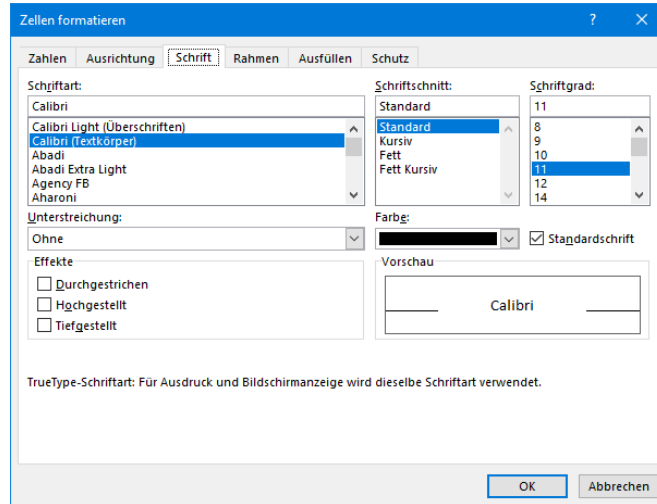 Zellen formatieren ? ×
Zahlen Ausrichtung Schrift Rahmen Ausfüllen Schutz
Schriftart: Schriftschnitt: Schriftgrad:
Calibri Standard 11
Calibri Light (Überschriften) Standard 8
Calibri (Textkörper) Kursiv 9
Abadi Fett 10
Abadi Extra Light Fett Kursiv 11
Agency FB 12
Aharoni 14
Unterstreichung: Farbe:
Ohne Standardschrift
Effekte Vorschau
Durchgestrichen
Hochgestellt Calibri
Tiefgestellt
TrueType-Schriftart: Für Ausdruck und Bildschirmanzeige wird dieselbe Schriftart verwendet.
OK Abbrechen